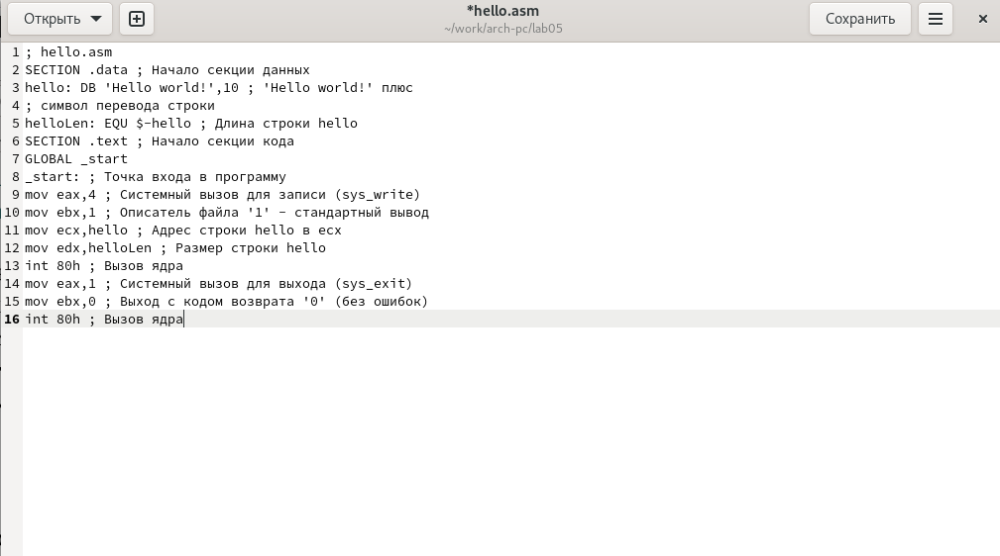 Открыть
*hello.asm
~/work/arch-pc/lab05
Сохранить
1 ; hello.asm
2 SECTION .data ; Начало секции данных
3 hello: DB 'Hello world!',10 ; 'Hello world!' плюс
4 ; символ перевода строки
5 helloLen: EQU $-hello ; Длина строки hello
6 SECTION .text ; Начало секции кода
7 GLOBAL _start
8 _start: ; Точка входа в программу
9 mov eax,4 ; Системный вызов для записи (sys_write)
10 mov ebx,1 ; Описатель файла '1' - стандартный вывод
11 mov ecx,hello ; Адрес строки hello в ecx
12 mov edx,helloLen ; Размер строки hello
13 int 80h ; Вызов ядра
14 mov eax,1 ; Системный вызов для выхода (sys_exit)
15 mov ebx,0 ; Выход с кодом возврата '0' (без ошибок)
16 int 80h ; Вызов ядра